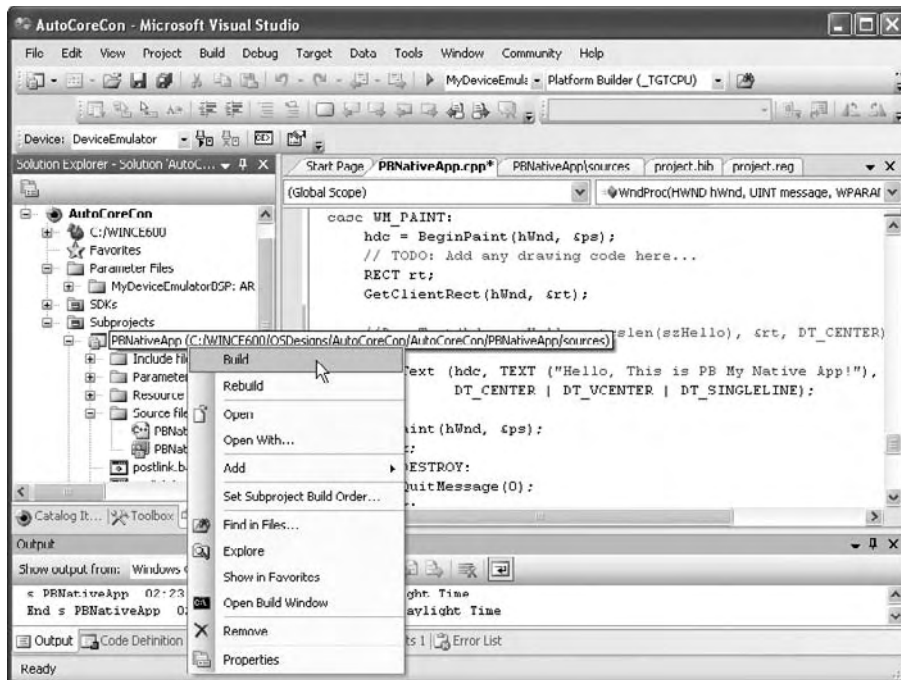 AutoCoreCon - Microsoft Visual Studio
File Edit View Project Build Debug Target Data Tools Window Community Help
MyDeviceEmula Platform Builder (_TGTCPU)
Device: DeviceEmulator
Solution Explorer - Solution 'AutoC...
Start Page PBNativeApp.cpp* PBNativeApp\sources project.bib project.reg
(Global Scope) WndProc(HWND hWnd, UINT message, WPARAM
AutoCoreCon
C:/WINCE600
Favorites
Parameter Files
MyDeviceEmulatorBSP: AR
SDKs
Subprojects
PBNativeApp (C:/WINCE600/OSDesigns/AutoCoreCon/AutoCoreCon/PBNativeApp/sources)
Include fil
Parameter
Resource
Source file
PBNat
PBNat
postlink_b
case WM_PAINT:
hdc = BeginPaint(hWnd, &ps);
// TODO: Add any drawing code here...
RECT rt;
GetClientRect(hWnd, &rt);
slen(szHello), &rt, DT_CENTER)
Text (hdc, TEXT ("Hello, This is PB My Native App!"),
DT_CENTER | DT_VCENTER | DT_SINGLELINE);
aint(hWnd, &ps);
ESTROY:
uitMessage(0);
Build
Rebuild
Open
Open With...
Add
Set Subproject Build Order...
Find in Files...
Explore
Show in Favorites
Open Build Window
Remove
Properties
Catalog It... Toolbox
Output
Show output from: Windows
s PBNativeApp 02:23 ght Time
End s PBNativeApp 0 aylight Time
Output Code Definition ts 1 Error List
Ready